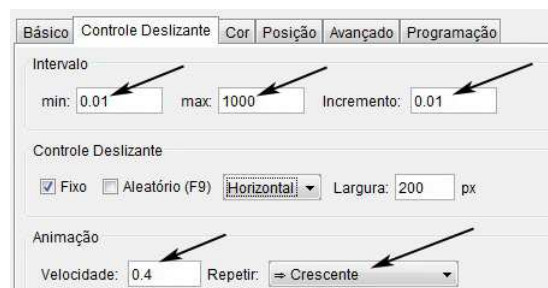 Básico Controle Deslizante Cor Posição Avançado Programação
Intervalo
min: 0.01 max: 1000 Incremento: 0.01
Controle Deslizante
Fixo Aleatório (F9) Horizontal Largura: 200 px
Animação
Velocidade: 0.4 Repetir: ⇒ Crescente